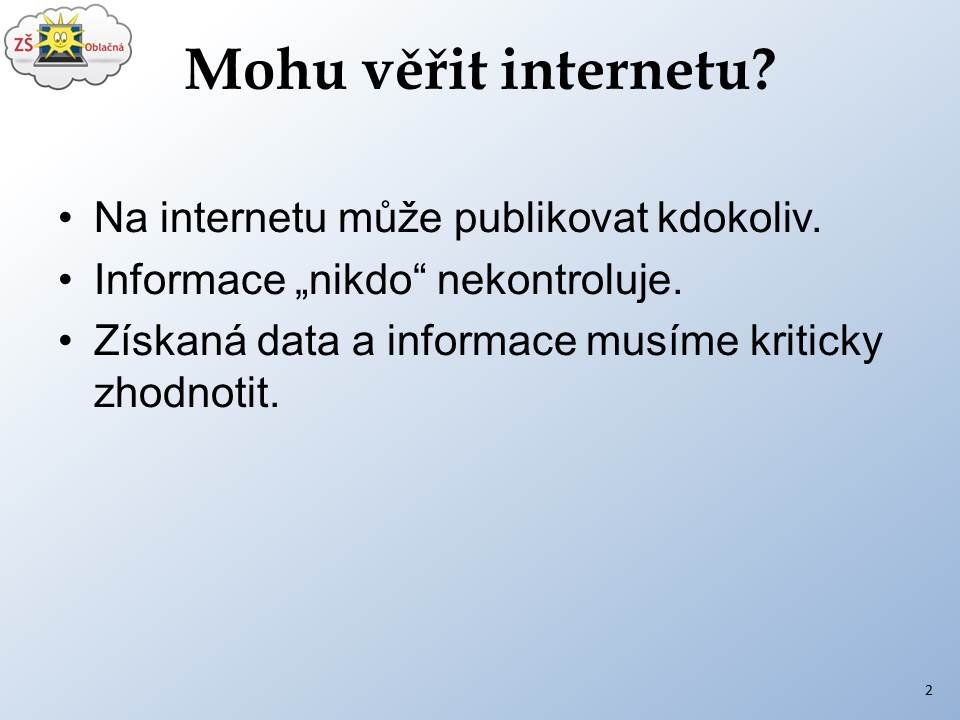 ZŠ Oblačná
Mohu věřit internetu?
• Na internetu může publikovat kdokoliv.
• Informace „nikdo“ nekontroluje.
• Získaná data a informace musíme kriticky
zhodnotit.
2